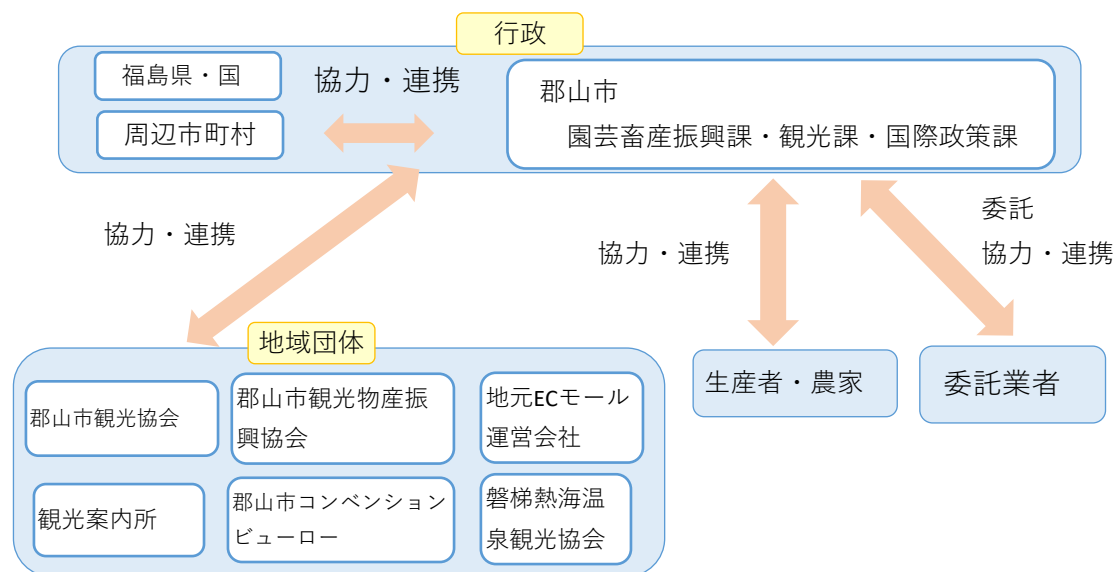 行政
福島県・国
周辺市町村
協力・連携
郡山市
園芸畜産振興課・観光課・国際政策課
協力・連携
協力・連携
委託
協力・連携
地域団体
郡山市観光協会
郡山市観光物産振
興協会
地元ECモール
運営会社
観光案内所
郡山市コンベンション
ビューロー
磐梯熱海温
泉観光協会
生産者・農家
委託業者